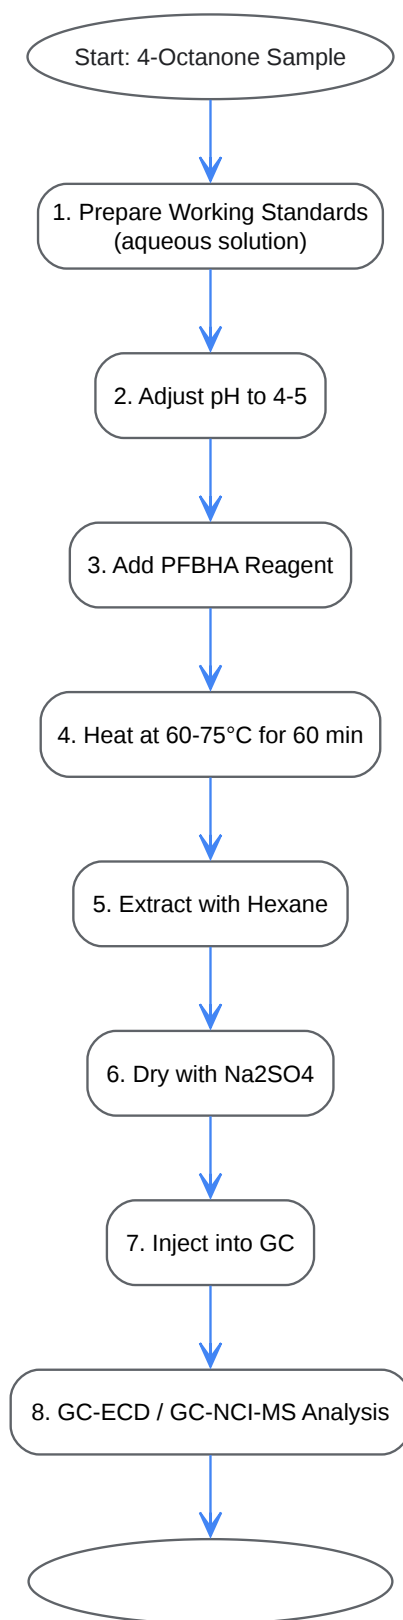 Start: 4-Octanone Sample
1. Prepare Working Standards
(aqueous solution)
2. Adjust pH to 4-5
3. Add PFBHA Reagent
4. Heat at 60-75°C for 60 min
5. Extract with Hexane
6. Dry with Na2SO4
7. Inject into GC
8. GC-ECD / GC-NCI-MS Analysis